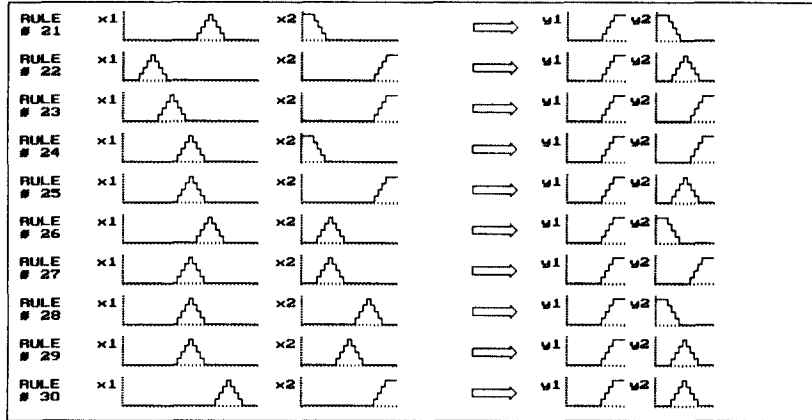 RULE # 21 x1 x2 y1 y2
RULE # 22 x1 x2 y1 y2
RULE # 23 x1 x2 y1 y2
RULE # 24 x1 x2 y1 y2
RULE # 25 x1 x2 y1 y2
RULE # 26 x1 x2 y1 y2
RULE # 27 x1 x2 y1 y2
RULE # 28 x1 x2 y1 y2
RULE # 29 x1 x2 y1 y2
RULE # 30 x1 x2 y1 y2